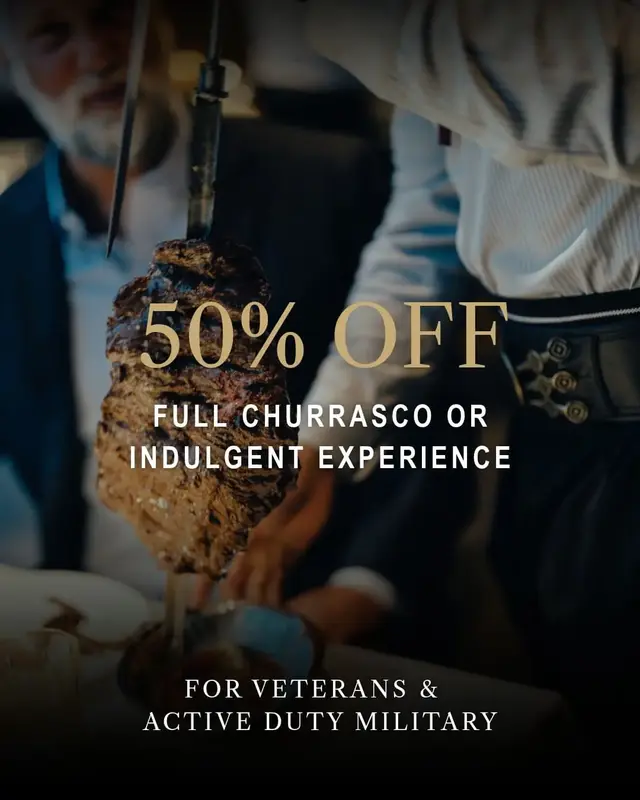 50% OFF
FULL CHURRASCO OR
INDULGENT EXPERIENCE
FOR VETERANS &
ACTIVE DUTY MILITARY